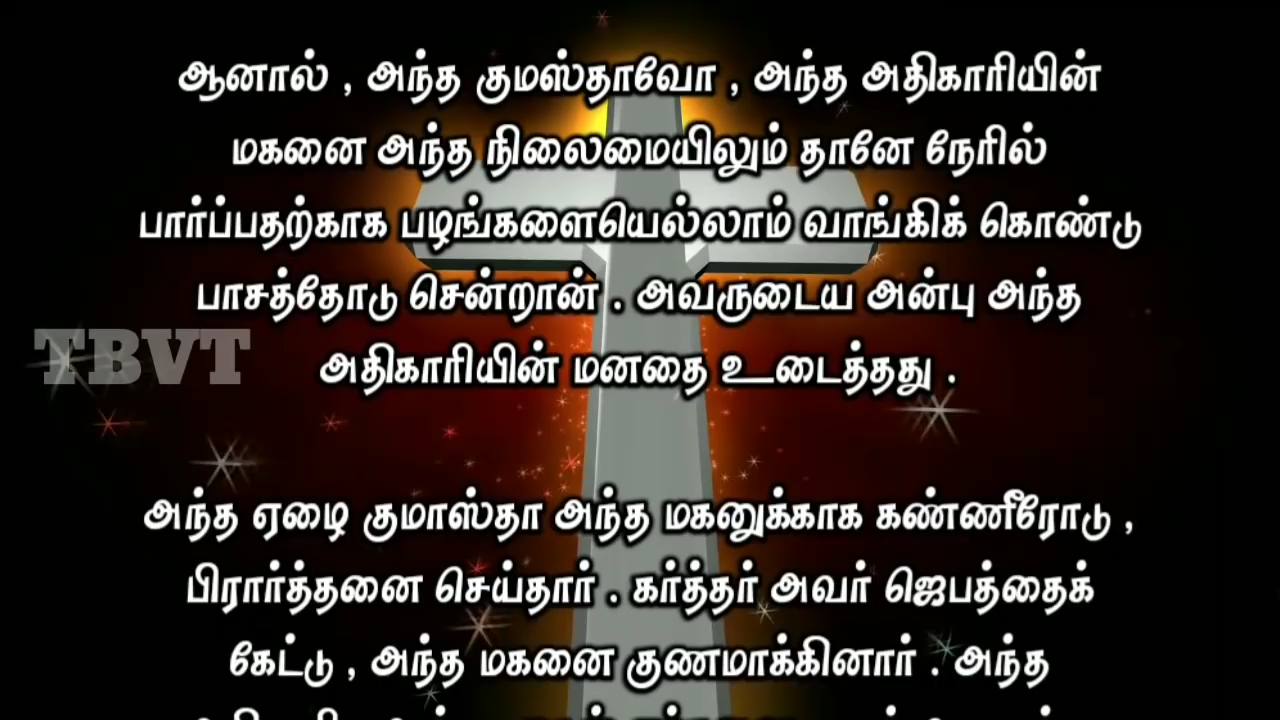 ஆனால் , அந்த குமஸ்தாவோ , அந்த அதிகாரியின்
மகனை அந்த நிலைமையிலும் தானே நேரில்
பார்ப்பதற்காக பழங்களையெல்லாம் வாங்கிக் கொண்டு
பாசத்தோடு சென்றான் . அவருடைய அன்பு அந்த
அதிகாரியின் மனதை உடைத்தது .
TBVT
அந்த ஏழை குமாஸ்தா அந்த மகனுக்காக கண்ணீரோடு ,
பிரார்த்தனை செய்தார் . கர்த்தர் அவர் ஜெபத்தைக்
கேட்டு , அந்த மகனை குணமாக்கினார் . அந்த